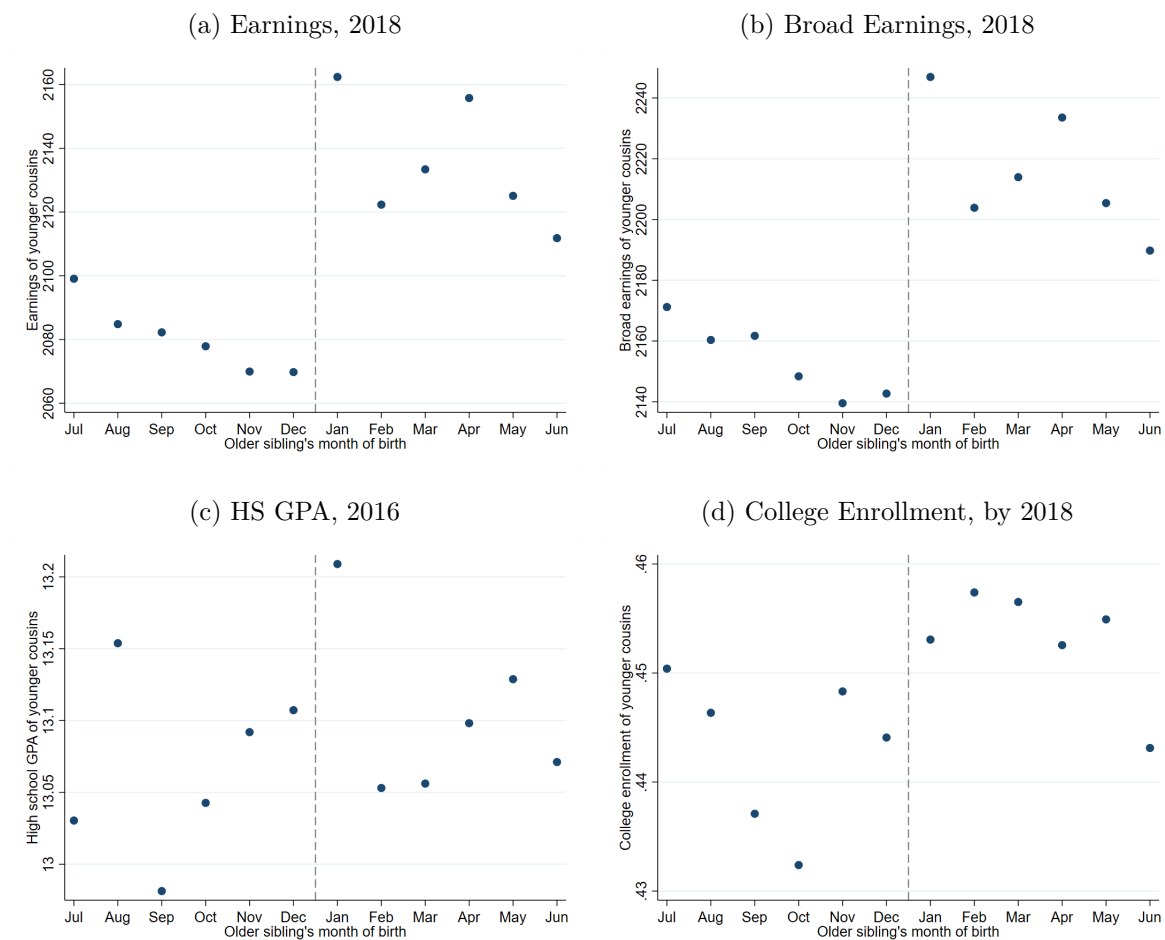 (a) Earnings, 2018
Earnings of younger cousins
2160
2140
2120
2100
2080
2060
Jul Aug Sep Oct Nov Dec Jan Feb Mar Apr May Jun
Older sibling's month of birth
(b) Broad Earnings, 2018
Broad earnings of younger cousins
2240
2220
2200
2180
2160
2140
Jul Aug Sep Oct Nov Dec Jan Feb Mar Apr May Jun
Older sibling's month of birth
(c) HS GPA, 2016
High school GPA of younger cousins
13.2
13.15
13.1
13.05
13
Jul Aug Sep Oct Nov Dec Jan Feb Mar Apr May Jun
Older sibling's month of birth
(d) College Enrollment, by 2018
College enrollment of younger cousins
.46
.45
.44
.43
Jul Aug Sep Oct Nov Dec Jan Feb Mar Apr May Jun
Older sibling's month of birth